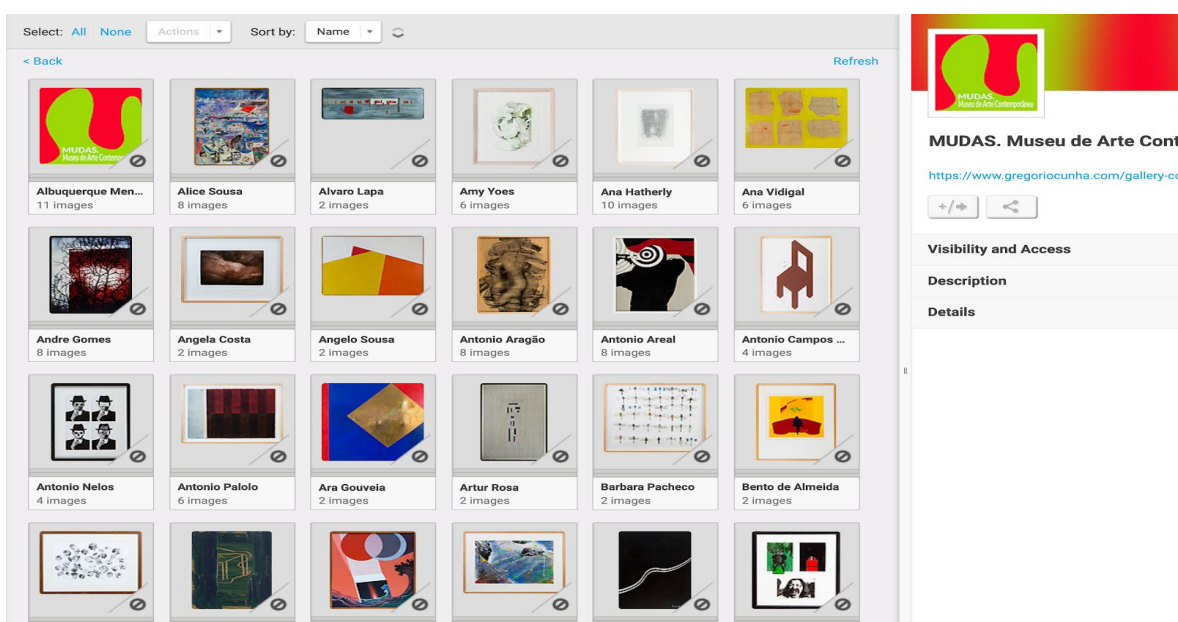 Select: All None Actions Sort by: Name
< Back Refresh
MUDAS.
Museu de Arte Contemporânea
MUDAS. Museu de Arte Cont
https://www.gregoriocunha.com/gallery-co
+/
Visibility and Access
Description
Details
MUDAS.
Museu de Arte Contempor
Albuquerque Men...
11 images
Alice Sousa
8 images
Alvaro Lapa
2 images
Amy Yoes
6 images
Ana Hatherly
10 images
Ana Vidigal
6 images
Andre Gomes
8 images
Angela Costa
2 images
Angelo Sousa
2 images
Antonio Aragão
8 images
Antonio Areal
8 images
Antonio Campos ...
4 images
Antonio Nelos
4 images
Antonio Palolo
6 images
Ara Gouveia
2 images
Artur Rosa
2 images
Barbara Pacheco
2 images
Bento de Almeida
2 images